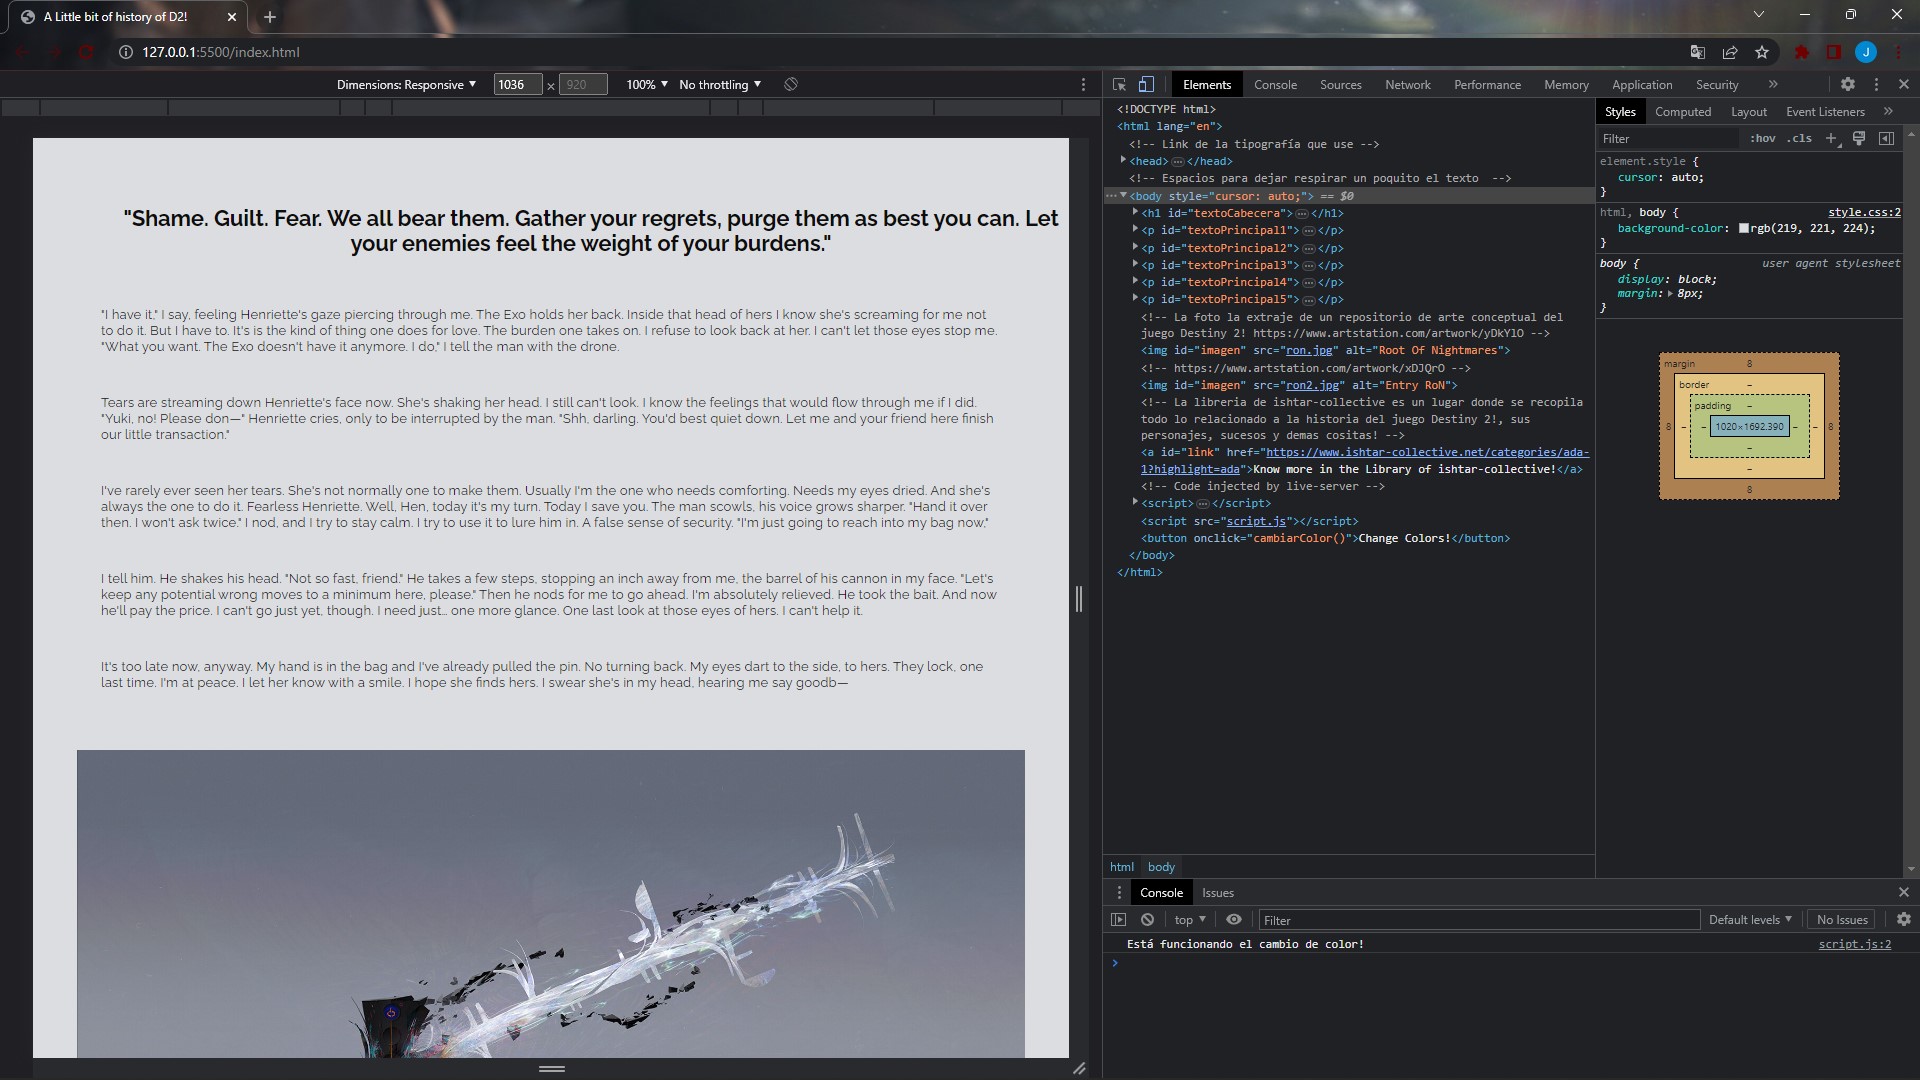 A Little bit of history of D2!
127.0.0.1:5500/index.html
J
Dimensions: Responsive
1036
×
920
100%
No throttling
"Shame. Guilt. Fear. We all bear them. Gather your regrets, purge them as best you can. Let
your enemies feel the weight of your burdens."
"I have it," I say, feeling Henriette's gaze piercing through me. The Exo holds her back. Inside that head of hers I know she's screaming for me not
to do it. But I have to. It's is the kind of thing one does for love. The burden one takes on. I refuse to look back at her. I can't let those eyes stop me.
"What you want. The Exo doesn't have it anymore. I do," I tell the man with the drone.
Tears are streaming down Henriette's face now. She's shaking her head. I still can't look. I know the feelings that would flow through me if I did.
"Yuki, no! Please don—" Henriette cries, only to be interrupted by the man. "Shh, darling. You'd best quiet down. Let me and your friend here finish
our little transaction."
I've rarely ever seen her tears. She's not normally one to make them. Usually I'm the one who needs comforting. Needs my eyes dried. And she's
always the one to do it. Fearless Henriette. Well, Hen, today it's my turn. Today I save you. The man scowls, his voice grows sharper. "Hand it over
then. I won't ask twice." I nod, and I try to stay calm. I try to use it to lure him in. A false sense of security. "I'm just going to reach into my bag now,"
I tell him. He shakes his head. "Not so fast, friend." He takes a few steps, stopping an inch away from me, the barrel of his cannon in my face. "Let's
keep any potential wrong moves to a minimum here, please." Then he nods for me to go ahead. I'm absolutely relieved. He took the bait. And now
he'll pay the price. I can't go just yet, though. I need just... one more glance. One last look at those eyes of hers. I can't help it.
It's too late now, anyway. My hand is in the bag and I've already pulled the pin. No turning back. My eyes dart to the side, to hers. They lock, one
last time. I'm at peace. I let her know with a smile. I hope she finds hers. I swear she's in my head, hearing me say goodb—
Elements
Console
Sources
Network
Performance
Memory
Application
Security
<!DOCTYPE html>
<html lang="en">
<!-- Link de la tipografía que use -->
<head>…</head>
<!-- Espacios para dejar respirar un poquito el texto  -->
<body style="cursor: auto;"> == $0
<h1 id="textoCabecera">…</h1>
<p id="textoPrincipal1">…</p>
<p id="textoPrincipal2">…</p>
<p id="textoPrincipal3">…</p>
<p id="textoPrincipal4">…</p>
<p id="textoPrincipal5">…</p>
<!-- La foto la extraje de un repositorio de arte conceptual del
juego Destiny 2! https://www.artstation.com/artwork/yDkYlO -->
<img id="imagen" src="ron.jpg" alt="Root Of Nightmares">
<!-- https://www.artstation.com/artwork/xDJQrO -->
<img id="imagen" src="ron2.jpg" alt="Entry RoN">
<!-- La libreria de ishtar-collective es un lugar donde se recopila
todo lo relacionado a la historia del juego Destiny 2!, sus
personajes, sucesos y demas cositas! -->
<a id="link" href="https://www.ishtar-collective.net/categories/ada-
1?highlight=ada">Know more in the Library of ishtar-collective!</a>
<!-- Code injected by live-server -->
<script>…</script>
<script src="script.js"></script>
<button onclick="cambiarColor()">Change Colors!</button>
</body>
</html>
html
body
Styles
Computed
Layout
Event Listeners
Filter
:hov
.cls
element.style {
cursor: auto;
}
html, body {
style.css:2
background-color: rgb(219, 221, 224);
}
body {
user agent stylesheet
display: block;
margin: 8px;
}
margin
8
border
–
padding
–
8
–
–
1020×1692.390
–
–
8
–
–
8
Console
Issues
top
Filter
Default levels
No Issues
Está funcionando el cambio de color!
script.js:2